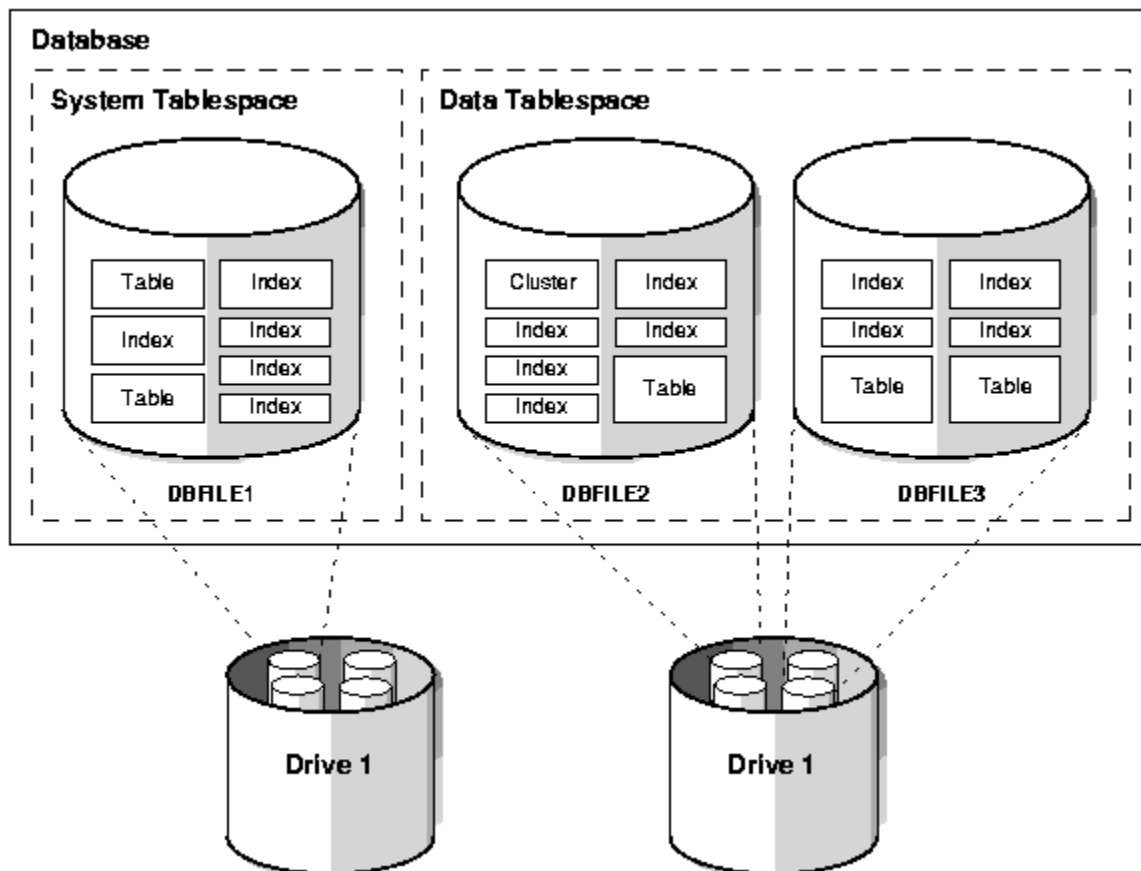 Database
System Tablespace
Data Tablespace
Table
Index
Index
Index
Table
Index
Index
Index
Cluster
Index
Index
Index
Index
Index
Index
Table
Index
Index
Table
Index
Index
Table
DBFILE1
DBFILE2
DBFILE3
Drive 1
Drive 1